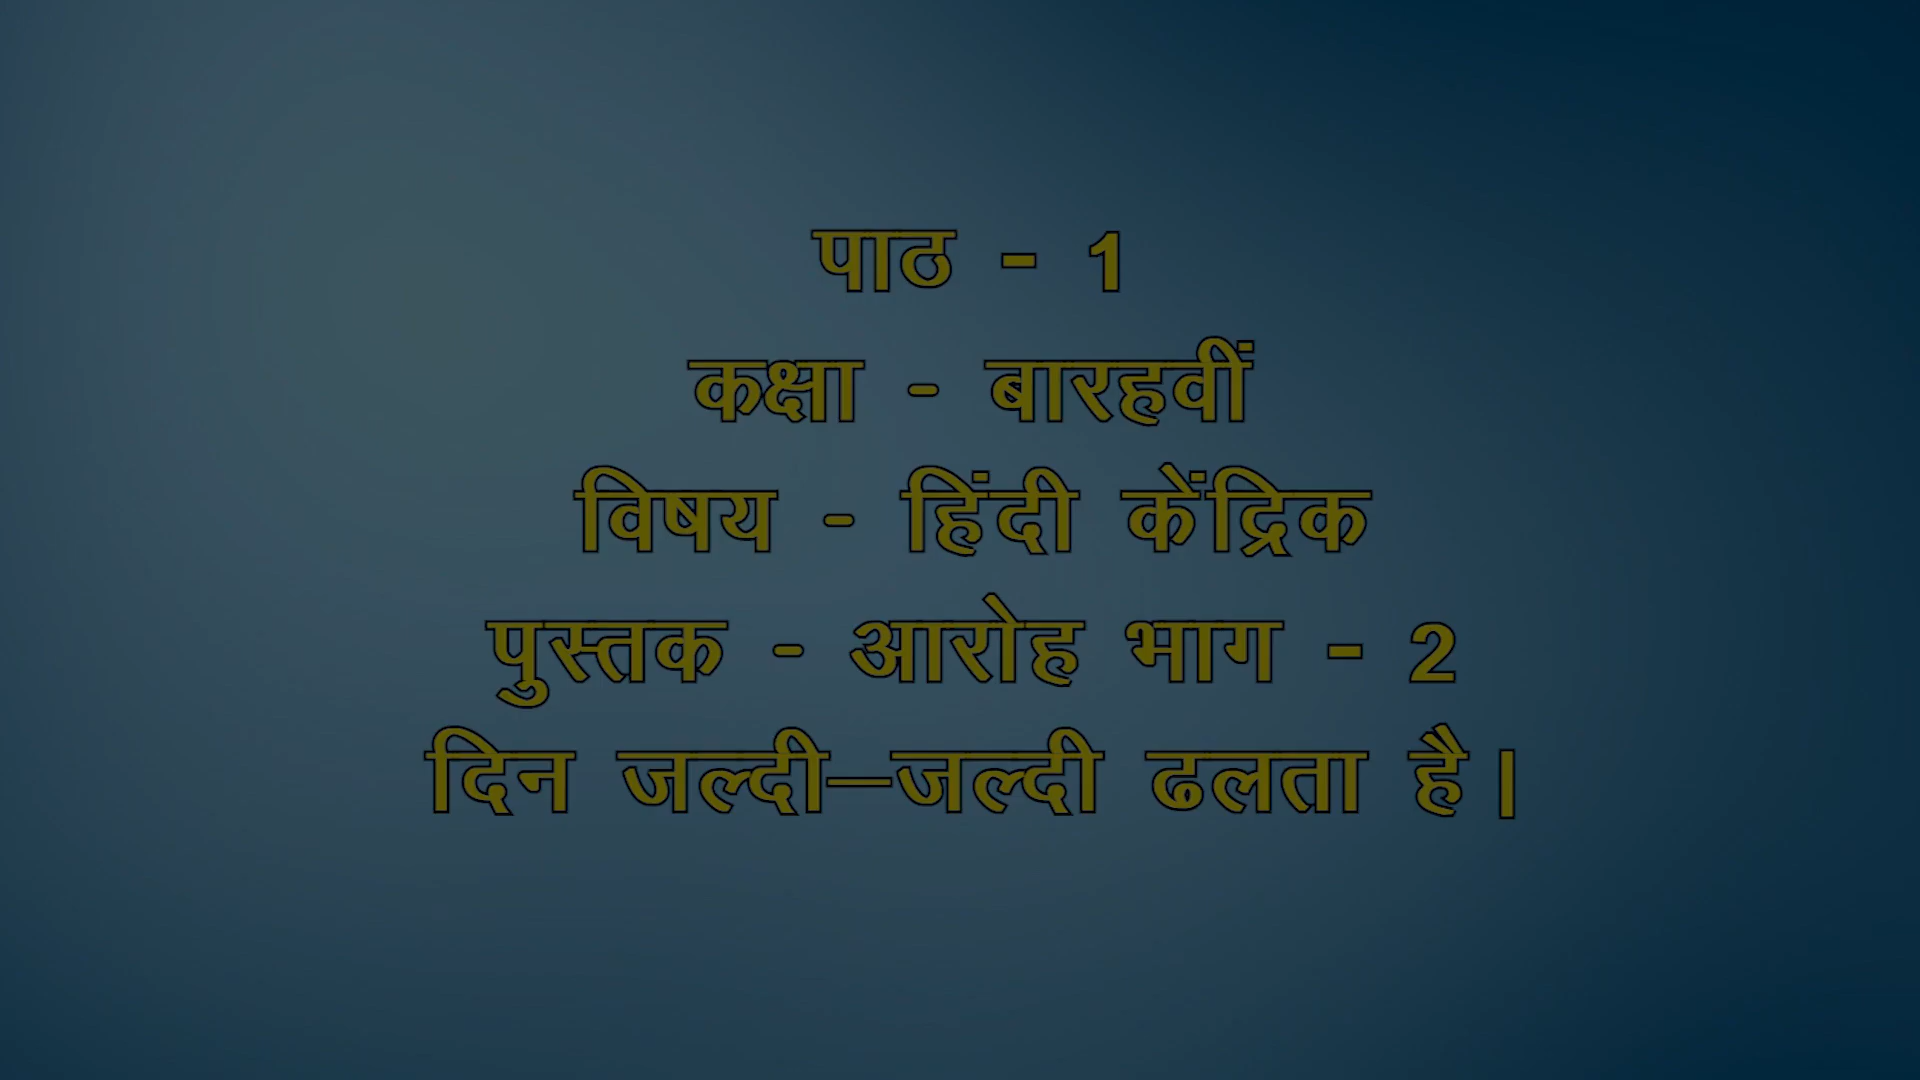 पाठ - 1
कक्षा - बारहवीं
विषय - हिंदी केंद्रिक
पुस्तक - आरोह भाग - 2
दिन जल्दी–जल्दी ढलता है।